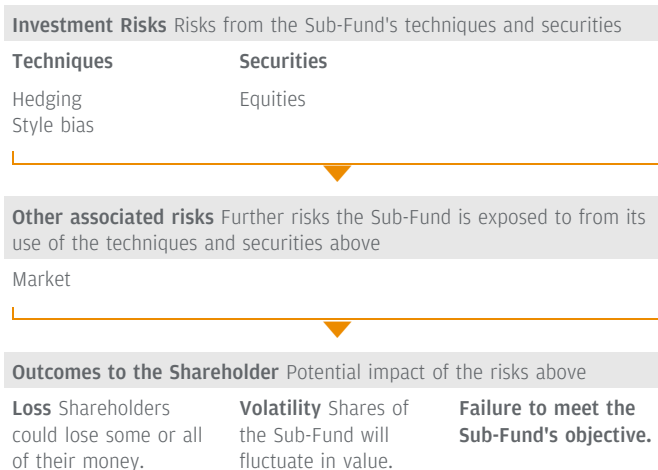 Investment Risks Risks from the Sub-Fund's techniques and securities
Techniques
Securities
Hedging
Style bias
Equities
Other associated risks Further risks the Sub-Fund is exposed to from its
use of the techniques and securities above
Market
Outcomes to the Shareholder Potential impact of the risks above
Loss Shareholders
could lose some or all
of their money.
Volatility Shares of
the Sub-Fund will
fluctuate in value.
Failure to meet the
Sub-Fund's objective.